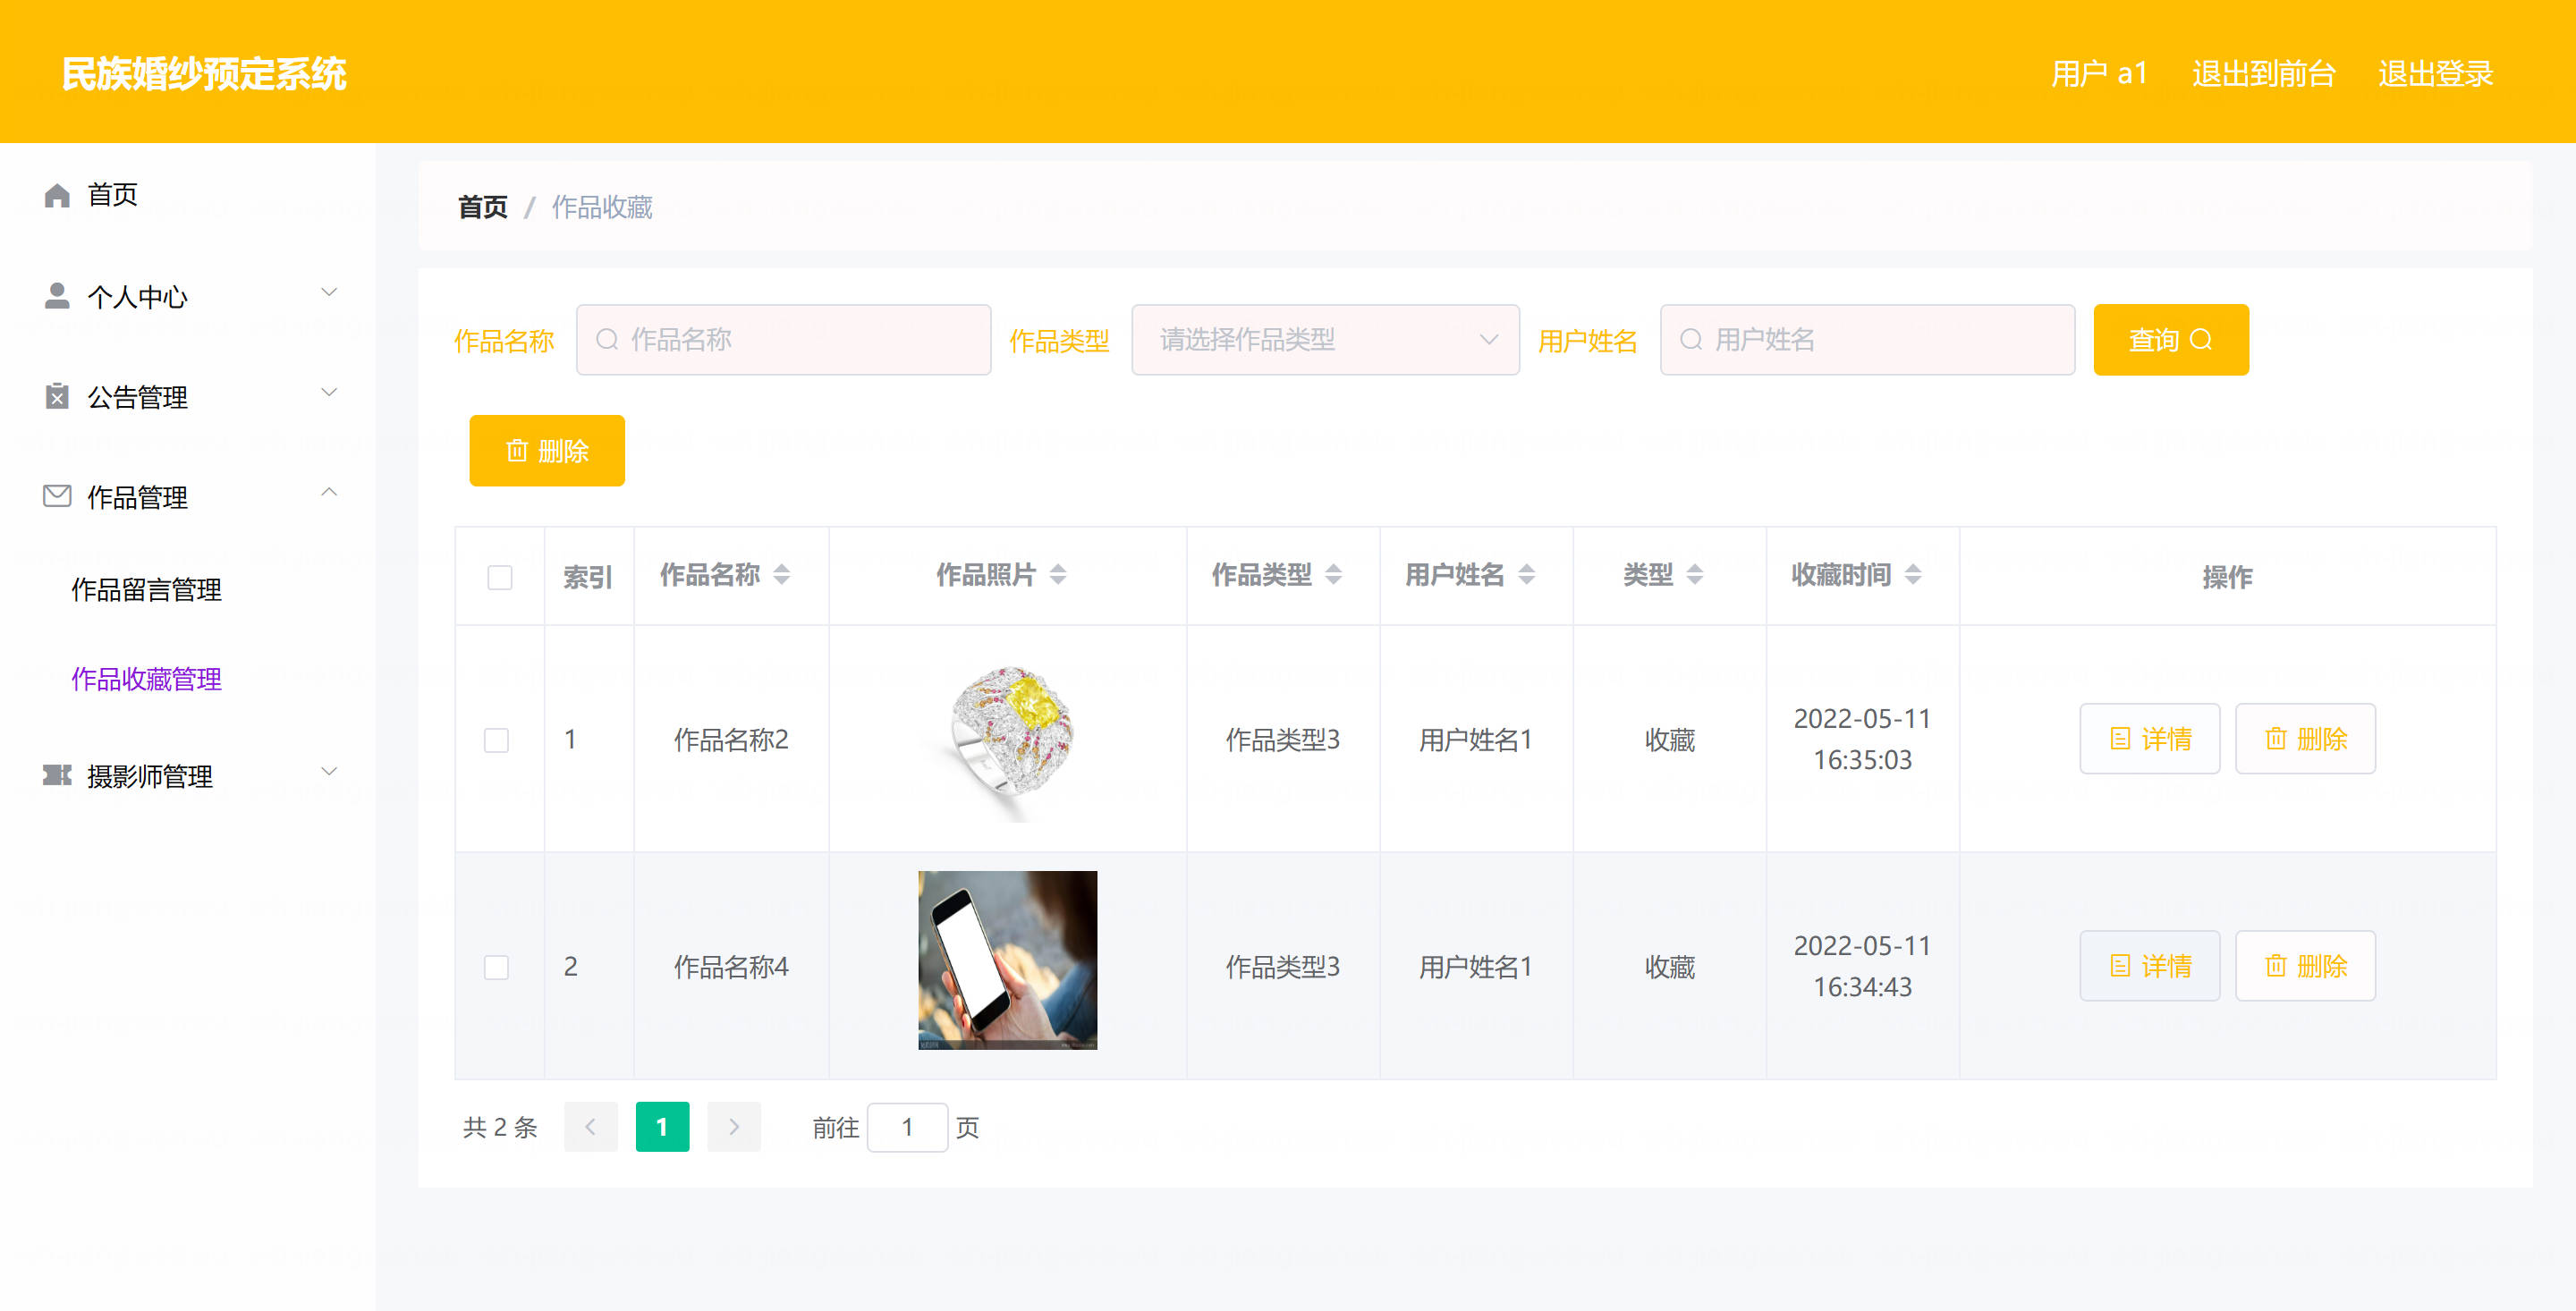 民族婚纱预定系统
用户 a1 退出到前台 退出登录
首页
个人中心
公告管理
作品管理
作品留言管理
作品收藏管理
摄影师管理
首页 / 作品收藏
作品名称 作品名称 作品类型 请选择作品类型 用户姓名 用户姓名 查询
删除
索引 作品名称 作品照片 作品类型 用户姓名 类型 收藏时间 操作
1 作品名称2 作品类型3 用户姓名1 收藏 2022-05-11 16:35:03 详情 删除
2 作品名称4 作品类型3 用户姓名1 收藏 2022-05-11 16:34:43 详情 删除
共 2 条 1 前往 1 页